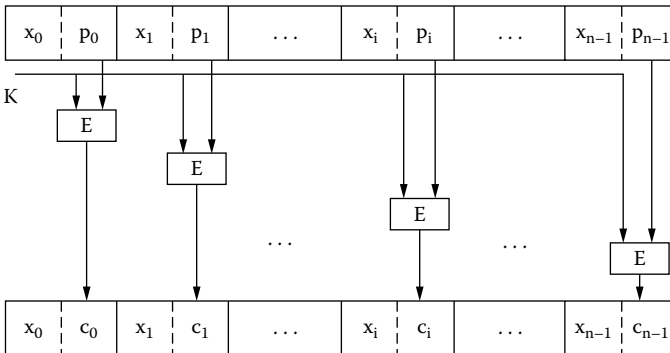 x₀ p₀ x₁ p₁ ... xᵢ pᵢ ... xₙ₋₁ pₙ₋₁
K
E
E
E
... ...
E
x₀ c₀ x₁ c₁ ... xᵢ cᵢ ... xₙ₋₁ cₙ₋₁